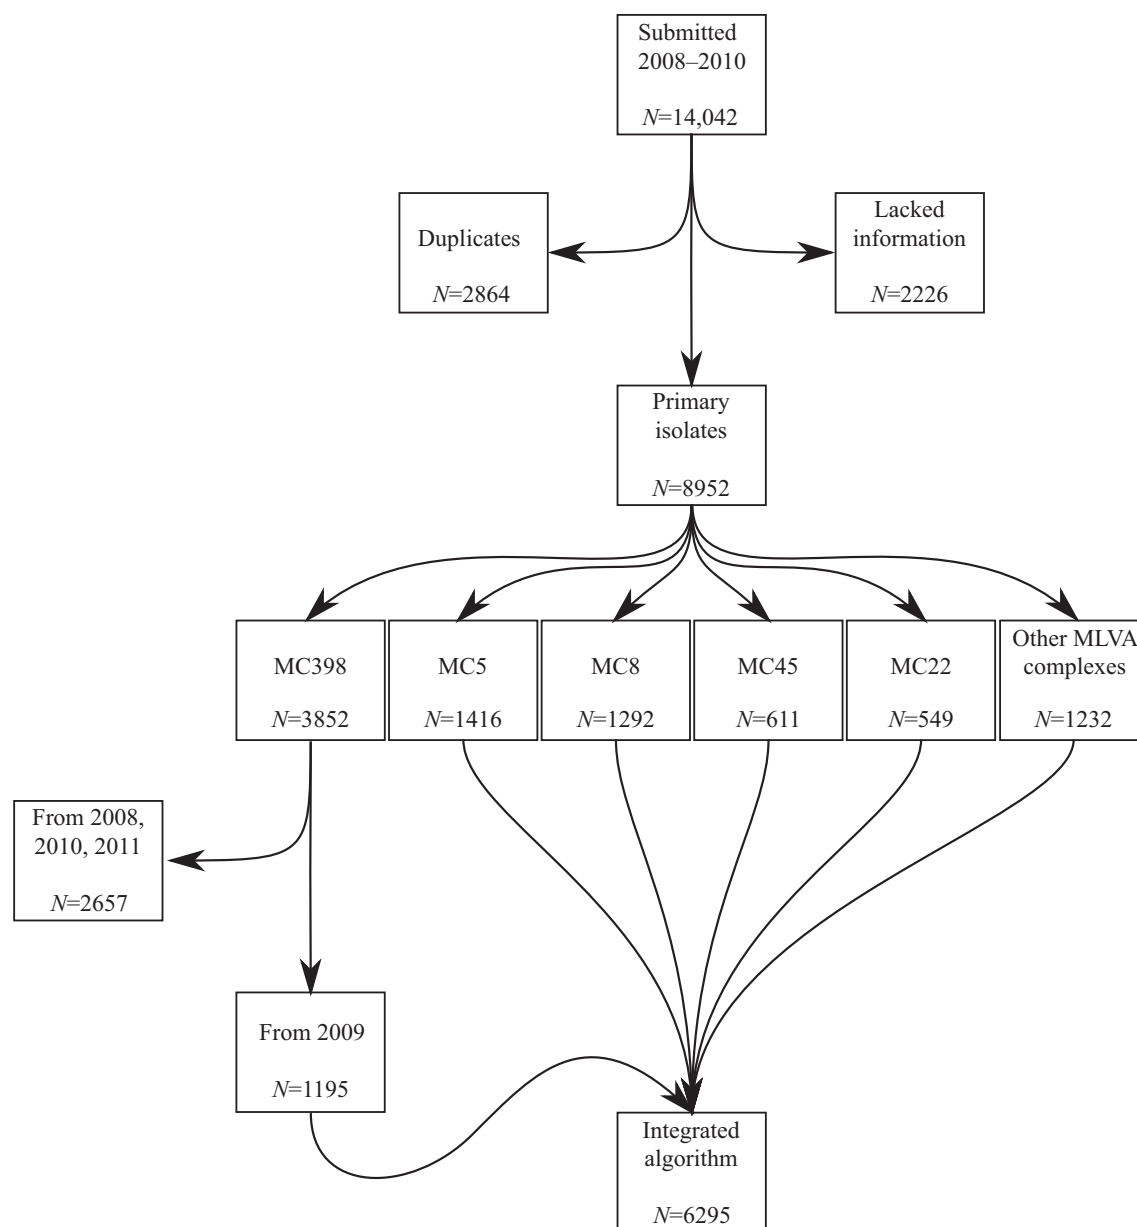 Submitted
2008–2010
N=14,042
Duplicates
N=2864
Lacked
information
N=2226
Primary
isolates
N=8952
MC398
N=3852
MC5
N=1416
MC8
N=1292
MC45
N=611
MC22
N=549
Other MLVA
complexes
N=1232
From 2008,
2010, 2011
N=2657
From 2009
N=1195
Integrated
algorithm
N=6295